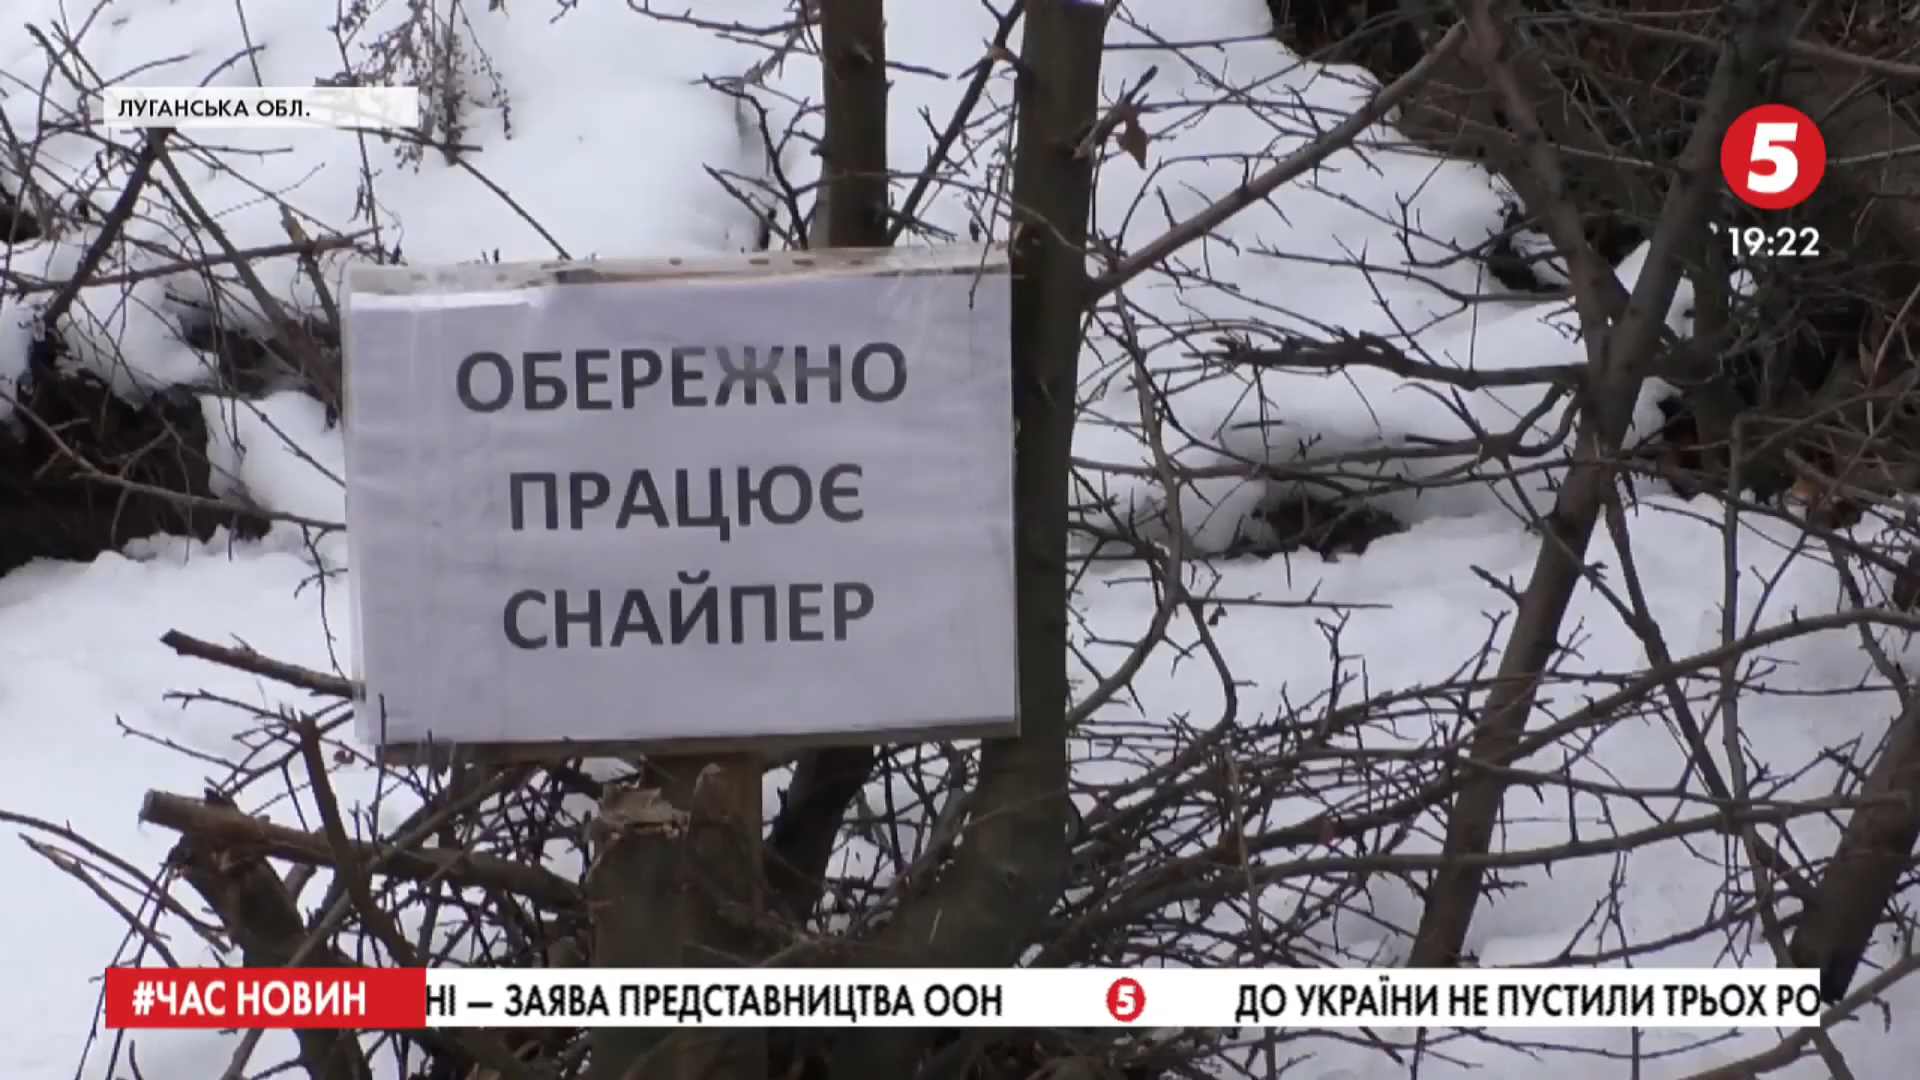 ЛУГАНСЬКА ОБЛ.
5
19:22
ОБЕРЕЖНО
ПРАЦЮЄ
СНАЙПЕР
#ЧАС НОВИН
НІ — ЗАЯВА ПРЕДСТАВНИЦТВА ООН 5 ДО УКРАЇНИ НЕ ПУСТИЛИ ТРЬОХ РО